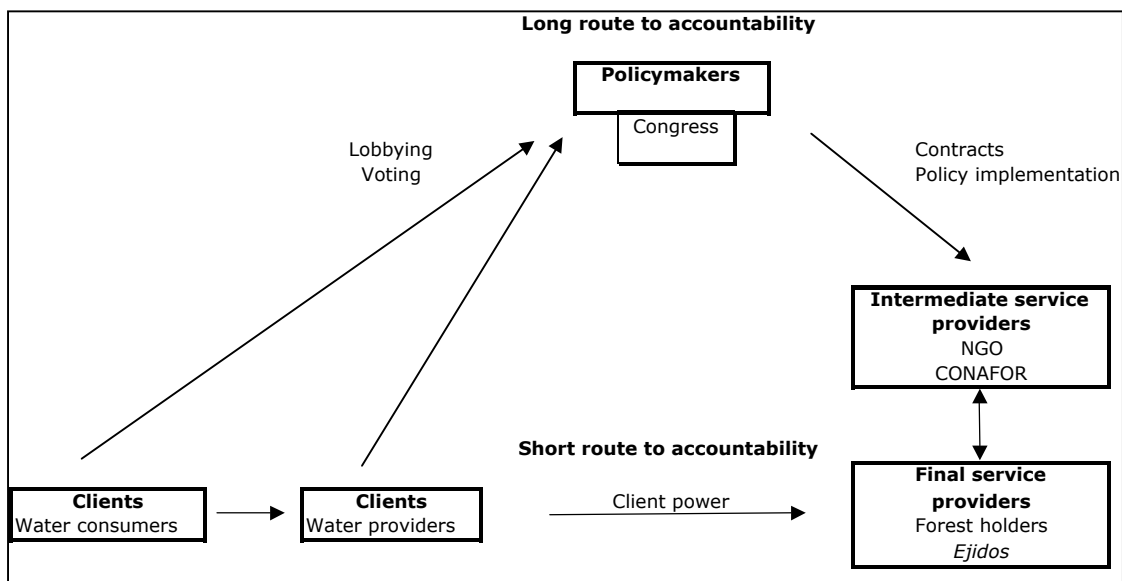 Long route to accountability
Policymakers
Congress
Lobbying
Voting
Contracts
Policy implementation
Intermediate service
providers
NGO
CONAFOR
Short route to accountability
Clients
Water consumers
Clients
Water providers
Client power
Final service
providers
Forest holders
Ejidos